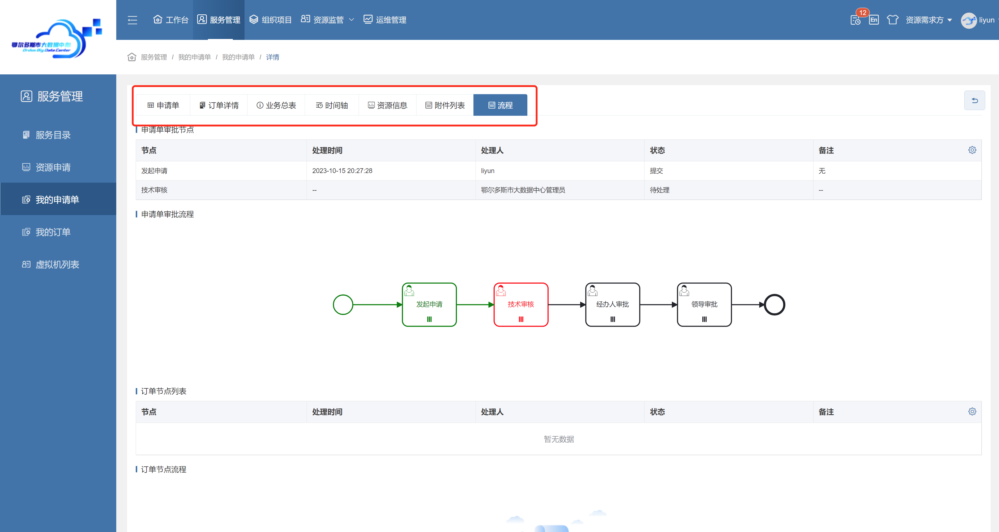 鄂尔多斯市大数据中心
Ordos Big Data Center
工作台 服务管理 组织项目 资源监管 运维管理
12 En 资源需求方 liyun
服务管理 / 我的申请单 / 我的申请单 / 详情
服务管理
服务目录
资源申请
我的申请单
我的订单
虚拟机列表
申请单 订单详情 业务总表 时间轴 资源信息 附件列表 流程
申请单审批节点
节点 处理时间 处理人 状态 备注
发起申请 2023-10-15 20:27:28 liyun 提交 无
技术审核 -- 鄂尔多斯市大数据中心管理员 待处理 --
申请单审批流程
发起申请 技术审核 经办人审批 领导审批
订单节点列表
节点 处理时间 处理人 状态 备注
暂无数据
订单节点流程